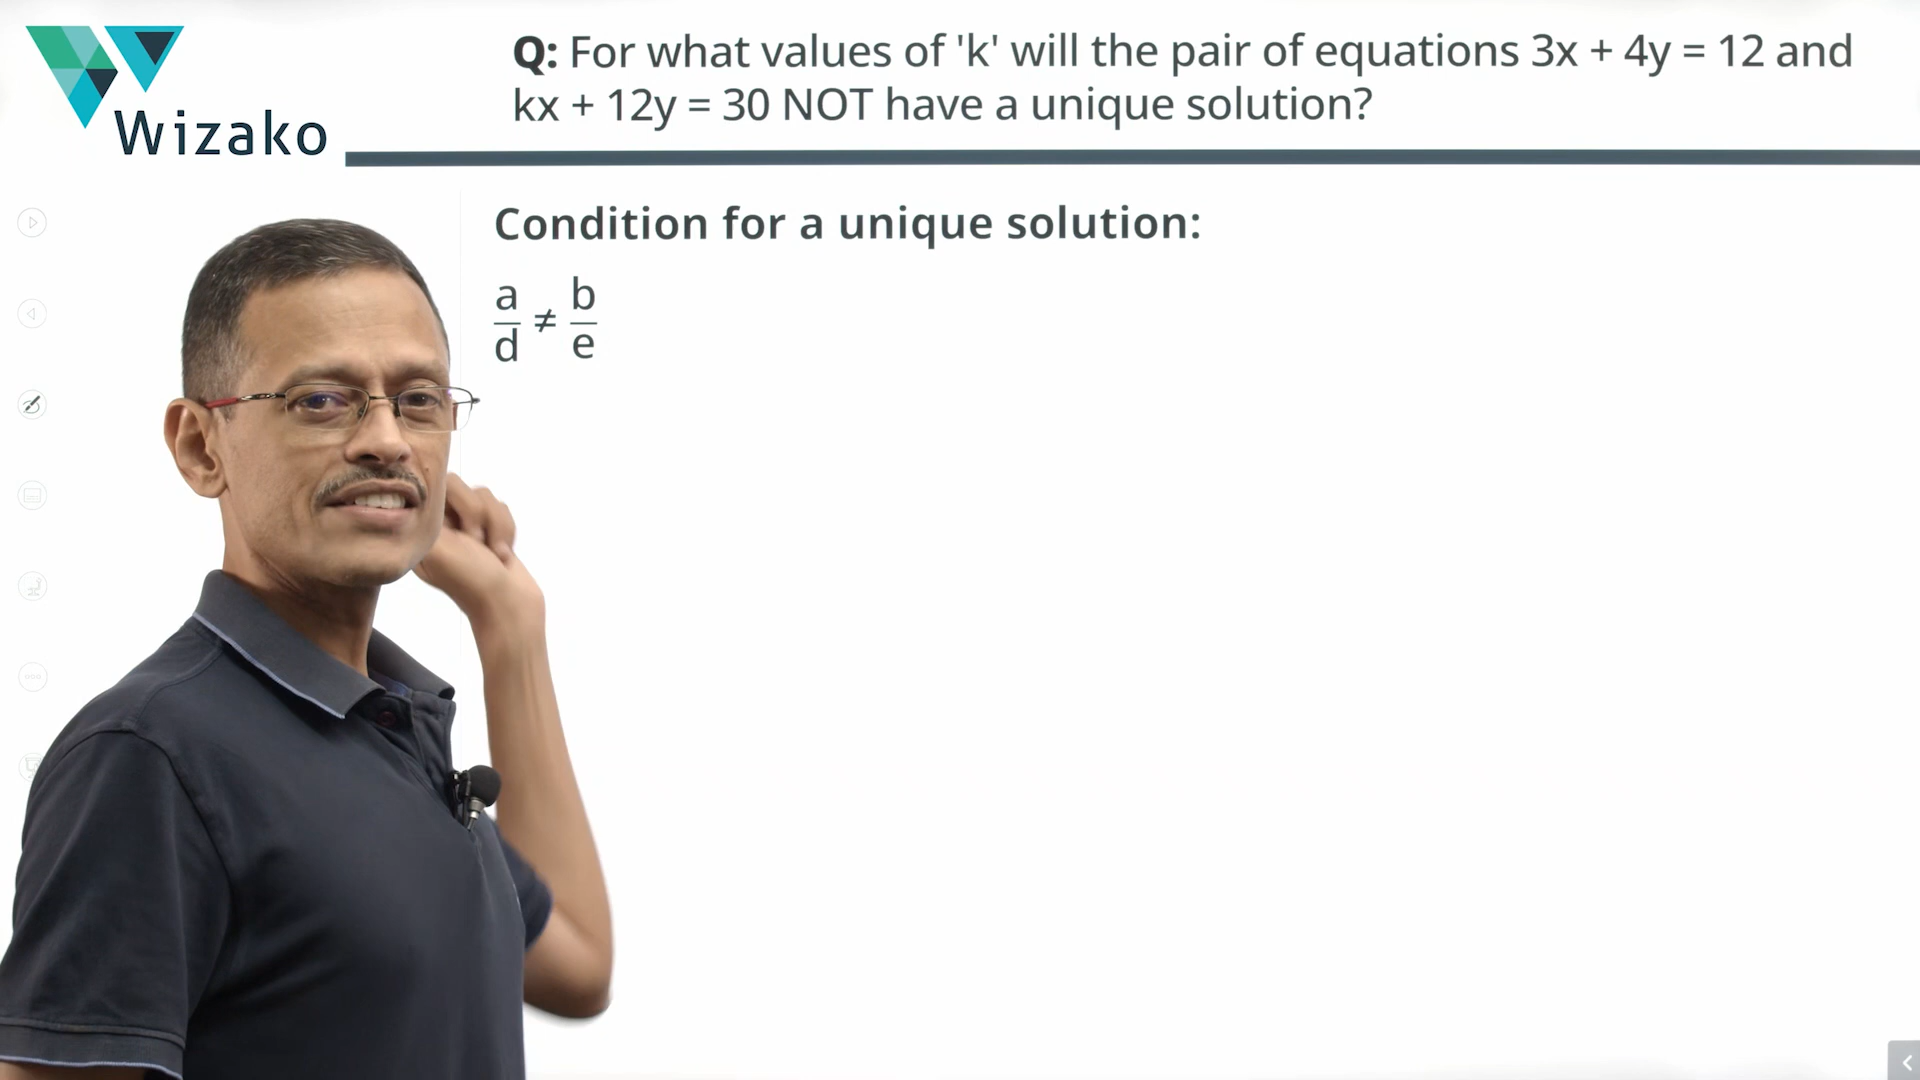 Wizako
Q: For what values of 'k' will the pair of equations 3x + 4y = 12 and
kx + 12y = 30 NOT have a unique solution?
Condition for a unique solution:
a/d ≠ b/e